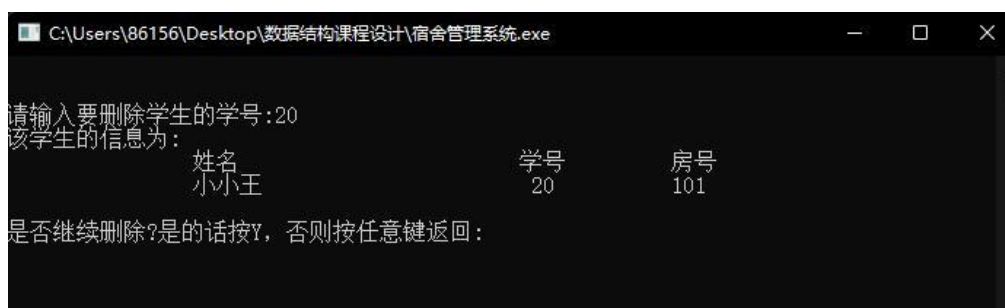 C:\Users\86156\Desktop\数据结构课程设计\宿舍管理系统.exe
请输入要删除学生的学号:20
该学生的信息为:
姓名 学号 房号
小小王 20 101
是否继续删除?是的话按Y，否则按任意键返回: